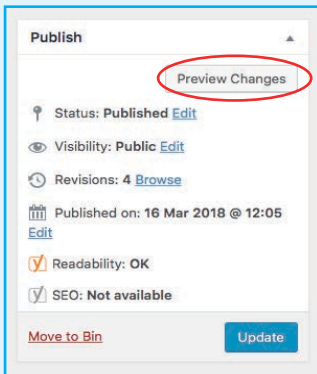 Publish
Preview Changes
Status: Published Edit
Visibility: Public Edit
Revisions: 4 Browse
Published on: 16 Mar 2018 @ 12:05
Edit
Readability: OK
SEO: Not available
Move to Bin
Update